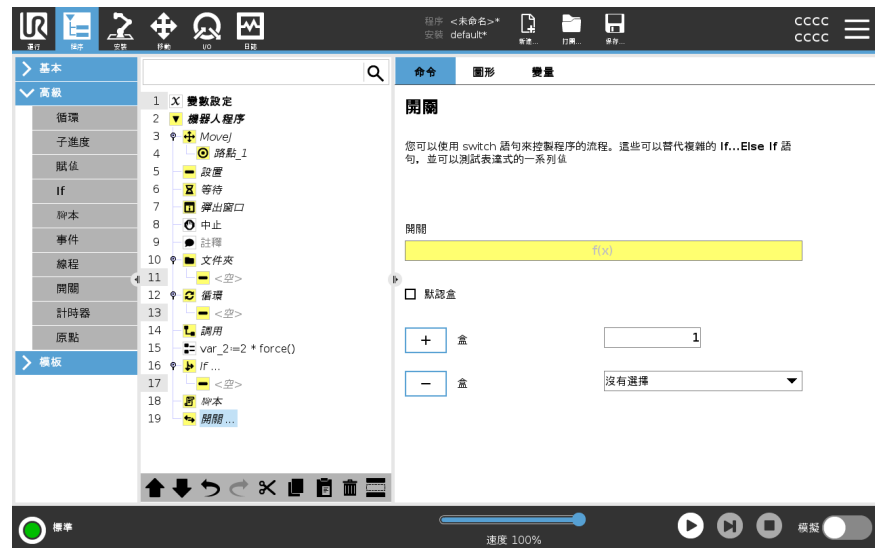 UR
運行
程序
安裝
移動
I/O
日誌
程序 <未命名>*
安裝 default*
新建...
打開...
保存...
CCCC
CCCC
基本
高級
循環
子進度
賦值
If
腳本
事件
線程
開關
計時器
原點
模板
1 X 變數設定
2 機器人程序
3 MoveJ
4 路點_1
5 設置
6 等待
7 彈出窗口
8 中止
9 註釋
10 文件夾
11 <空>
12 循環
13 <空>
14 調用
15 var_2:=2 * force()
16 If ...
17 <空>
18 腳本
19 開關 ...
命令 圖形 變量
開關
您可以使用 switch 語句來控製程序的流程。這些可以替代複雜的 If...Else If 語
句，並可以測試表達式的一系列值
開關
f(x)
默認盒
+ 盒 1
− 盒 沒有選擇
標準
速度 100%
模擬